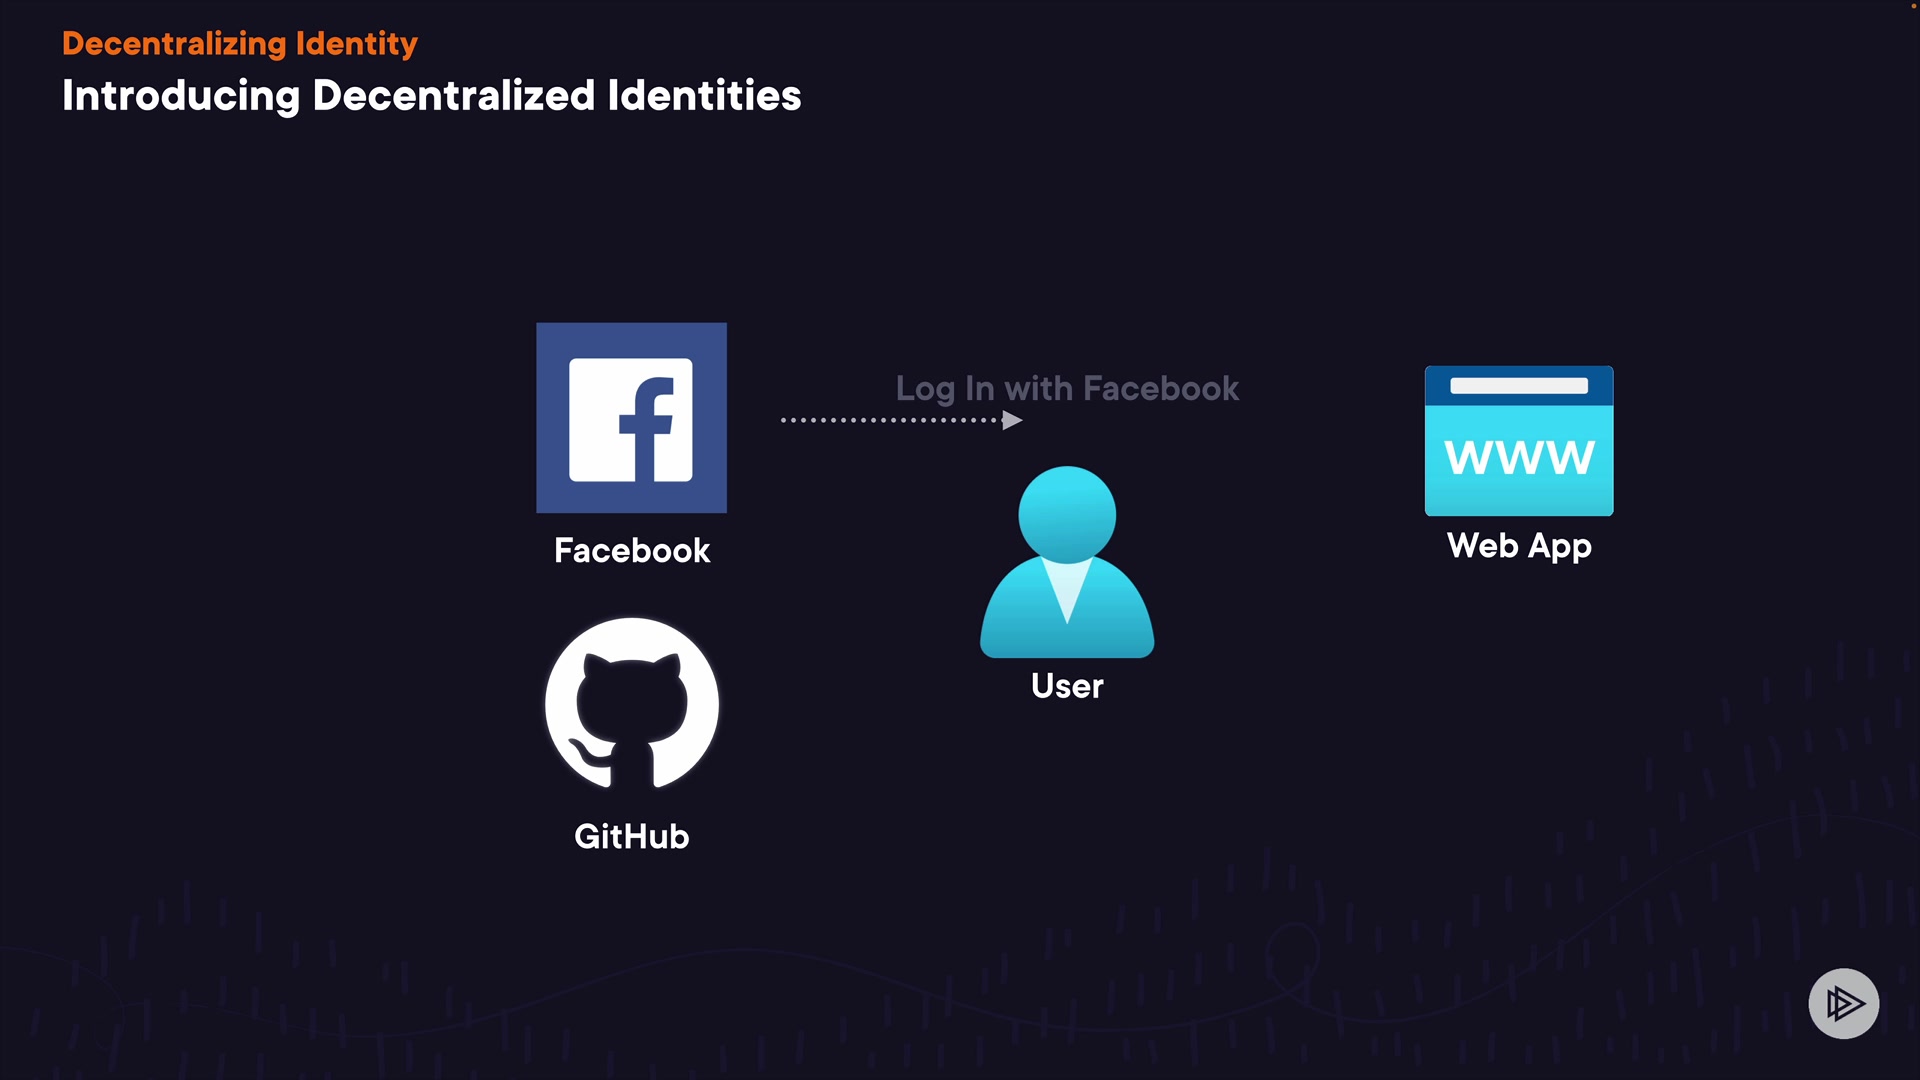 Decentralizing Identity
Introducing Decentralized Identities
Log In with Facebook
f
WWW
Facebook
Web App
User
GitHub